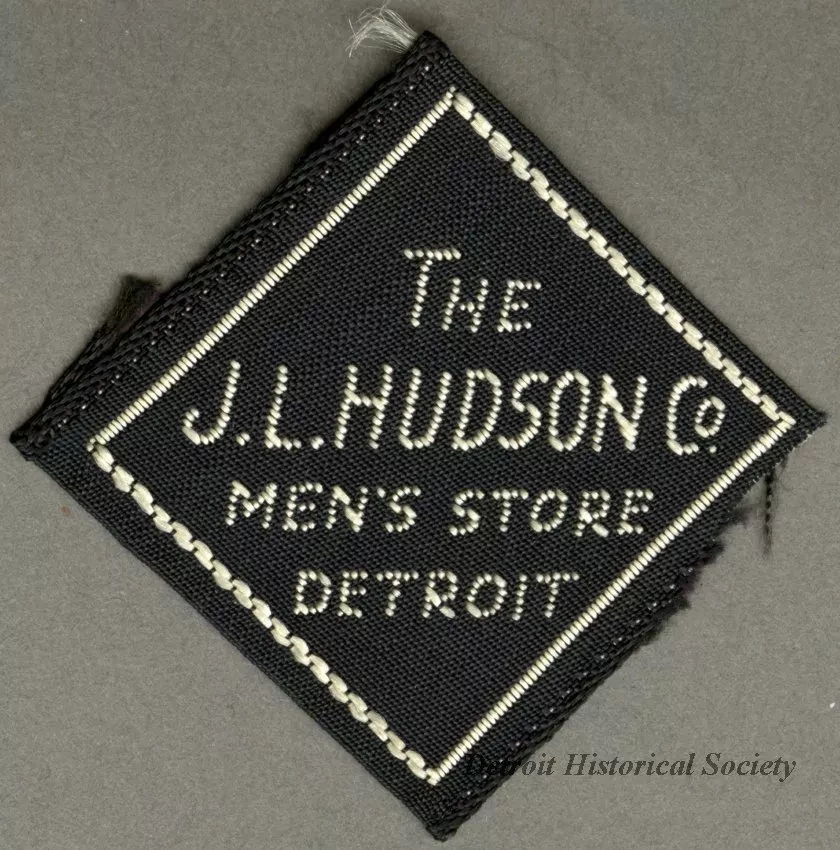 THE
J.L. HUDSON Co.
MEN'S STORE
DETROIT
Detroit Historical Society